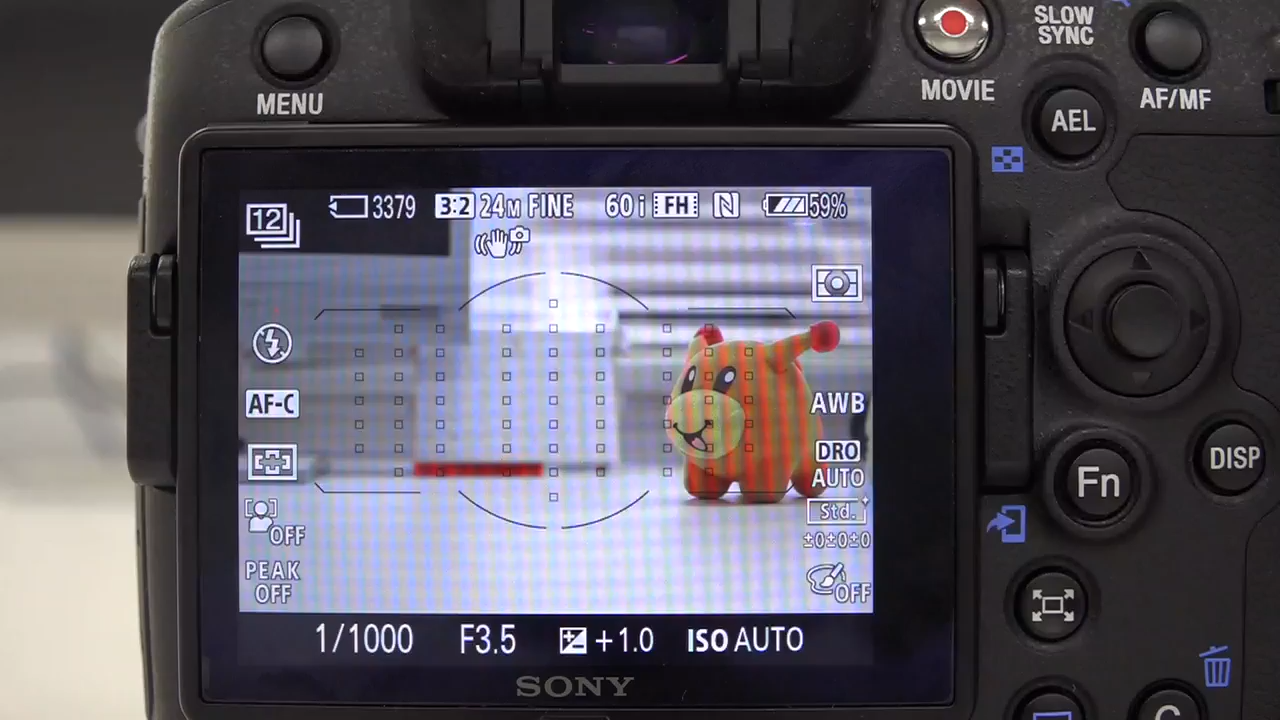 SLOW
SYNC
MENU
MOVIE
AF/MF
AEL
12
3379
3:2 24M FINE
60i FH N
59%
AF-C
AWB
DRO
AUTO
Std.
±0±0±0
OFF
OFF
PEAK
OFF
1/1000 F3.5 +1.0 ISO AUTO
SONY
DISP
Fn
C